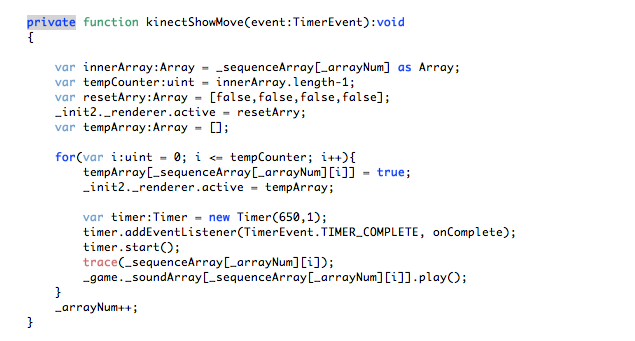 private function kinectShowMove(event:TimerEvent):void
{
var innerArray:Array = _sequenceArray[_arrayNum] as Array;
var tempCounter:uint = innerArray.length-1;
var resetArry:Array = [false,false,false,false];
_init2._renderer.active = resetArry;
var tempArray:Array = [];
for(var i:uint = 0; i <= tempCounter; i++){
tempArray[_sequenceArray[_arrayNum][i]] = true;
_init2._renderer.active = tempArray;
var timer:Timer = new Timer(650,1);
timer.addEventListener(TimerEvent.TIMER_COMPLETE, onComplete);
timer.start();
trace(_sequenceArray[_arrayNum][i]);
_game._soundArray[_sequenceArray[_arrayNum][i]].play();
}
_arrayNum++;
}